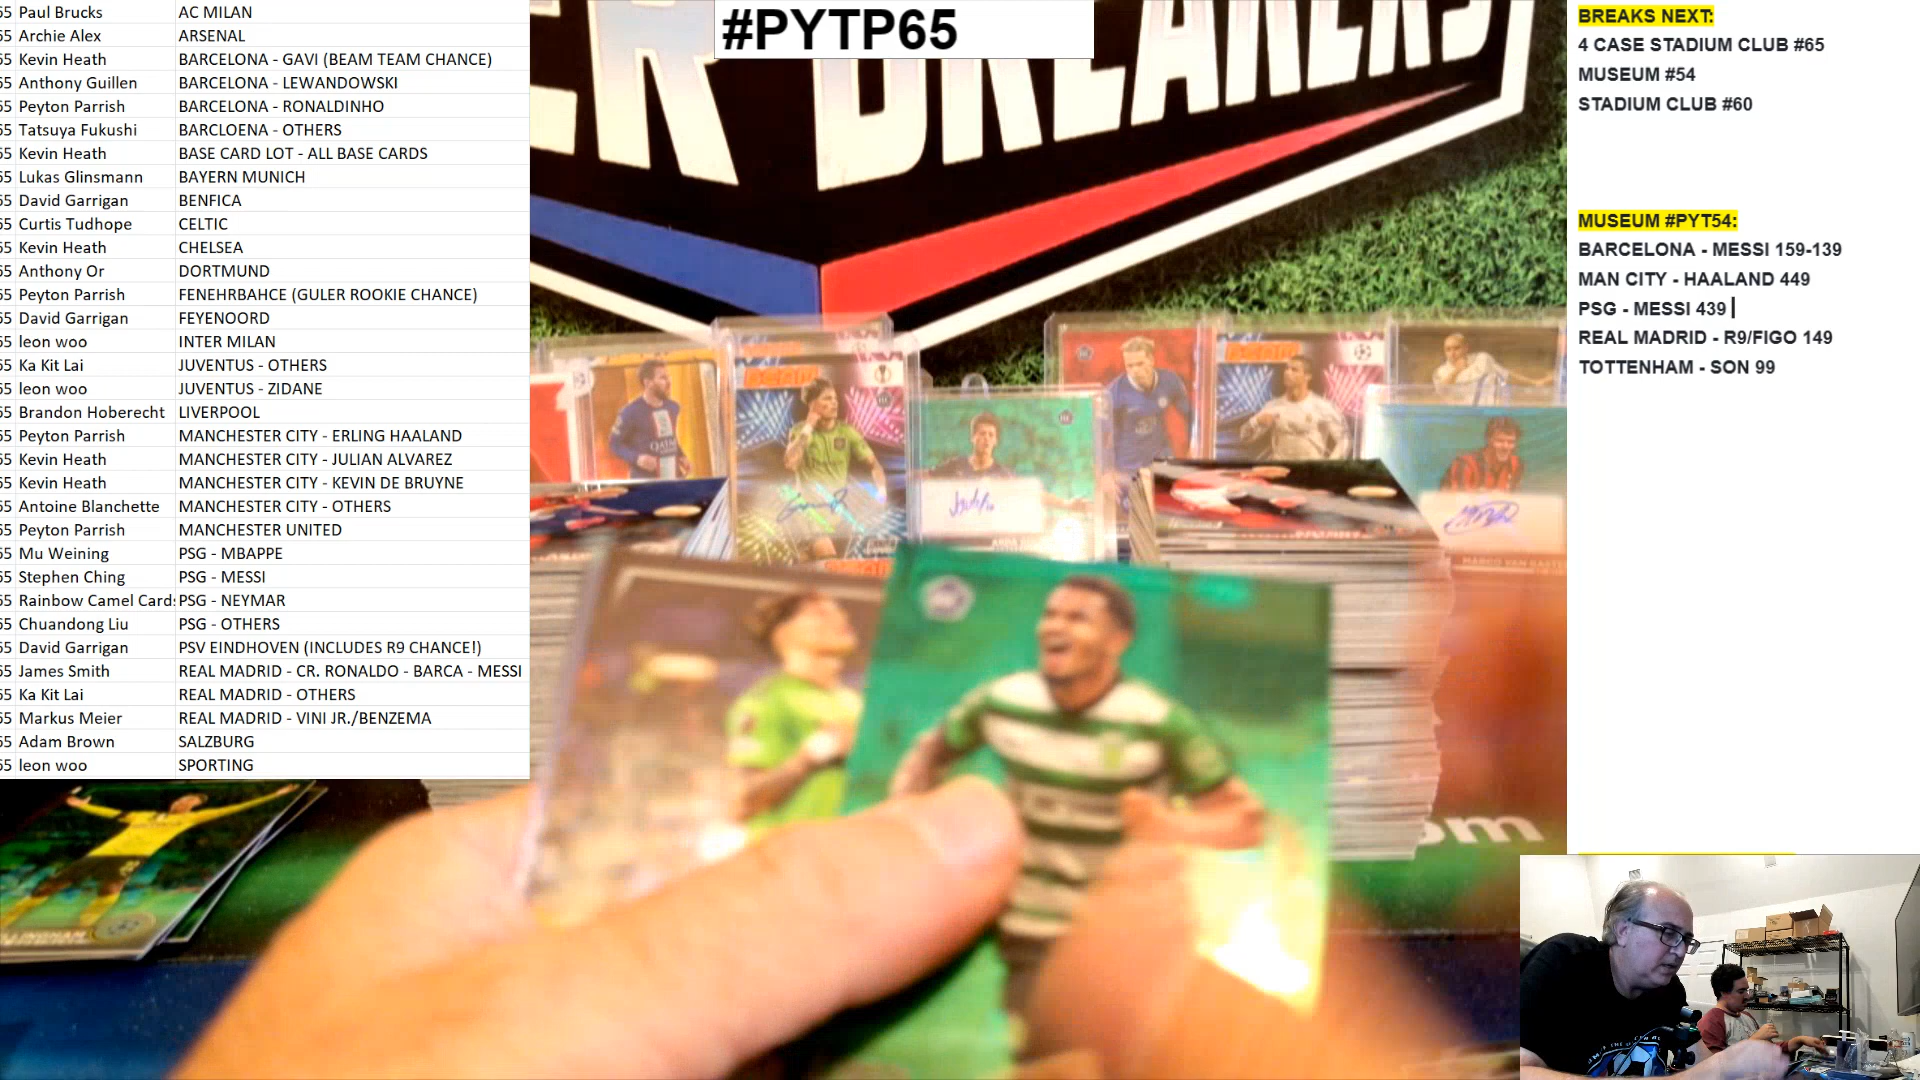 65 Paul Brucks AC MILAN
65 Archie Alex ARSENAL
65 Kevin Heath BARCELONA - GAVI (BEAM TEAM CHANCE)
65 Anthony Guillen BARCELONA - LEWANDOWSKI
65 Peyton Parrish BARCELONA - RONALDINHO
65 Tatsuya Fukushi BARCLOENA - OTHERS
65 Kevin Heath BASE CARD LOT - ALL BASE CARDS
65 Lukas Glinsmann BAYERN MUNICH
65 David Garrigan BENFICA
65 Curtis Tudhope CELTIC
65 Kevin Heath CHELSEA
65 Anthony Or DORTMUND
65 Peyton Parrish FENEHRBAHCE (GULER ROOKIE CHANCE)
65 David Garrigan FEYENOORD
65 leon woo INTER MILAN
65 Ka Kit Lai JUVENTUS - OTHERS
65 leon woo JUVENTUS - ZIDANE
65 Brandon Hoberecht LIVERPOOL
65 Peyton Parrish MANCHESTER CITY - ERLING HAALAND
65 Kevin Heath MANCHESTER CITY - JULIAN ALVAREZ
65 Kevin Heath MANCHESTER CITY - KEVIN DE BRUYNE
65 Antoine Blanchette MANCHESTER CITY - OTHERS
65 Peyton Parrish MANCHESTER UNITED
65 Mu Weining PSG - MBAPPE
65 Stephen Ching PSG - MESSI
65 Rainbow Camel Cards PSG - NEYMAR
65 Chuandong Liu PSG - OTHERS
65 David Garrigan PSV EINDHOVEN (INCLUDES R9 CHANCE!)
65 James Smith REAL MADRID - CR. RONALDO - BARCA - MESSI
65 Ka Kit Lai REAL MADRID - OTHERS
65 Markus Meier REAL MADRID - VINI JR./BENZEMA
65 Adam Brown SALZBURG
65 leon woo SPORTING
#PYTP65
ER BREAKERS
om
BREAKS NEXT:
4 CASE STADIUM CLUB #65
MUSEUM #54
STADIUM CLUB #60
MUSEUM #PYT54:
BARCELONA - MESSI 159-139
MAN CITY - HAALAND 449
PSG - MESSI 439
REAL MADRID - R9/FIGO 149
TOTTENHAM - SON 99